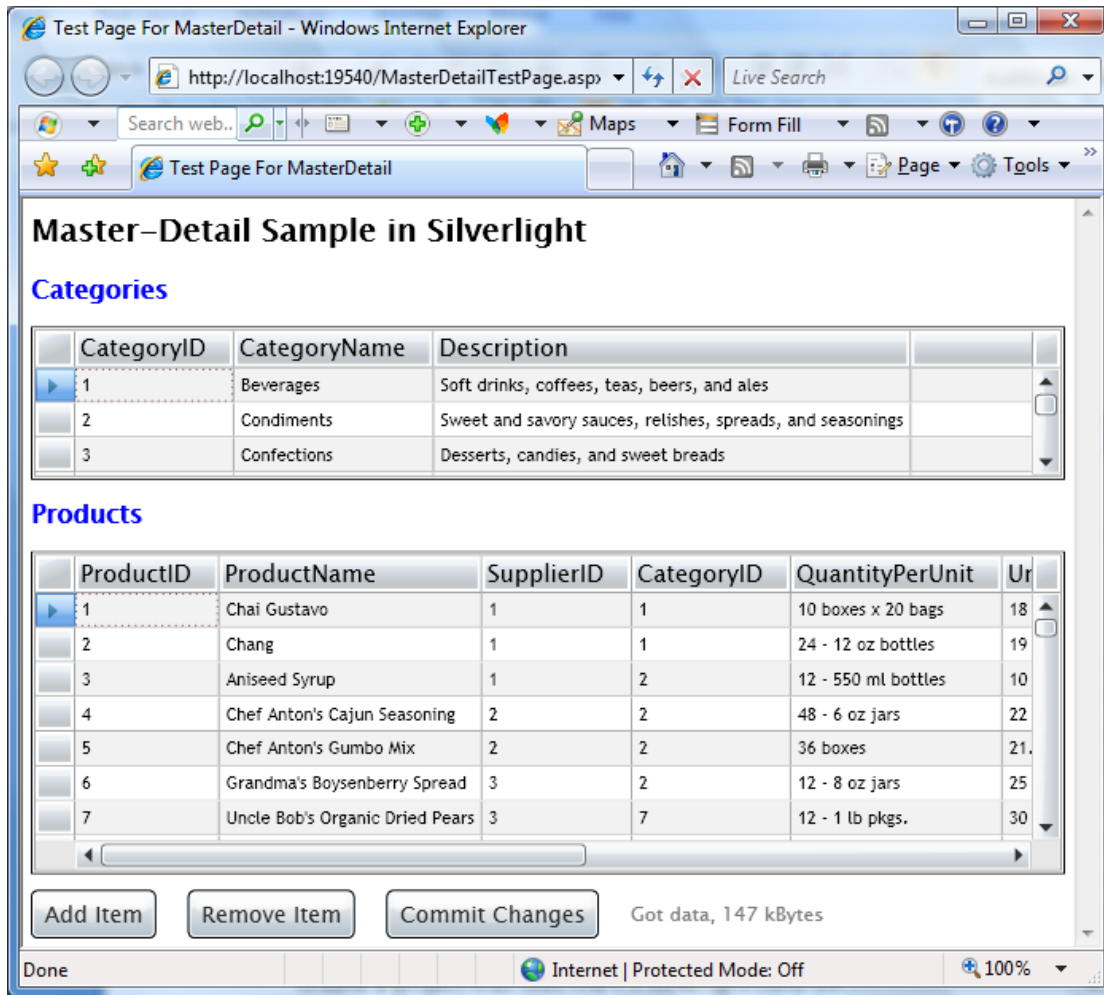 Test Page For MasterDetail - Windows Internet Explorer
http://localhost:19540/MasterDetailTestPage.aspx Live Search
Search web.. Maps Form Fill
Test Page For MasterDetail Page Tools
Master-Detail Sample in Silverlight
Categories
CategoryID CategoryName Description
1 Beverages Soft drinks, coffees, teas, beers, and ales
2 Condiments Sweet and savory sauces, relishes, spreads, and seasonings
3 Confections Desserts, candies, and sweet breads
Products
ProductID ProductName SupplierID CategoryID QuantityPerUnit Ur
1 Chai Gustavo 1 1 10 boxes x 20 bags 18
2 Chang 1 1 24 - 12 oz bottles 19
3 Aniseed Syrup 1 2 12 - 550 ml bottles 10
4 Chef Anton's Cajun Seasoning 2 2 48 - 6 oz jars 22
5 Chef Anton's Gumbo Mix 2 2 36 boxes 21.
6 Grandma's Boysenberry Spread 3 2 12 - 8 oz jars 25
7 Uncle Bob's Organic Dried Pears 3 7 12 - 1 lb pkgs. 30
Add Item Remove Item Commit Changes Got data, 147 kBytes
Done Internet | Protected Mode: Off 100%